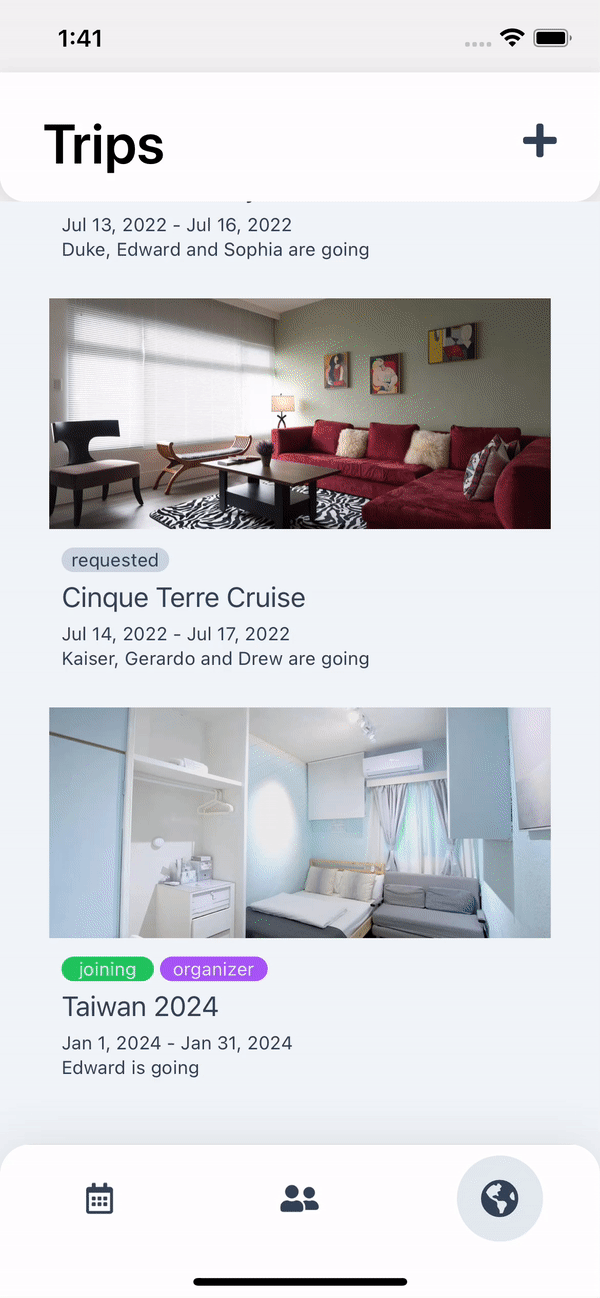 1:41
Trips
Jul 13, 2022 - Jul 16, 2022
Duke, Edward and Sophia are going
requested
Cinque Terre Cruise
Jul 14, 2022 - Jul 17, 2022
Kaiser, Gerardo and Drew are going
joining organizer
Taiwan 2024
Jan 1, 2024 - Jan 31, 2024
Edward is going